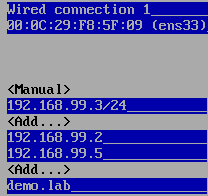 Wired connection 1
00:0C:29:F8:5F:09 (ens33)
<Manual>
192.168.99.3/24
<Add...>
192.168.99.2
192.168.99.5
<Add...>
demo.lab